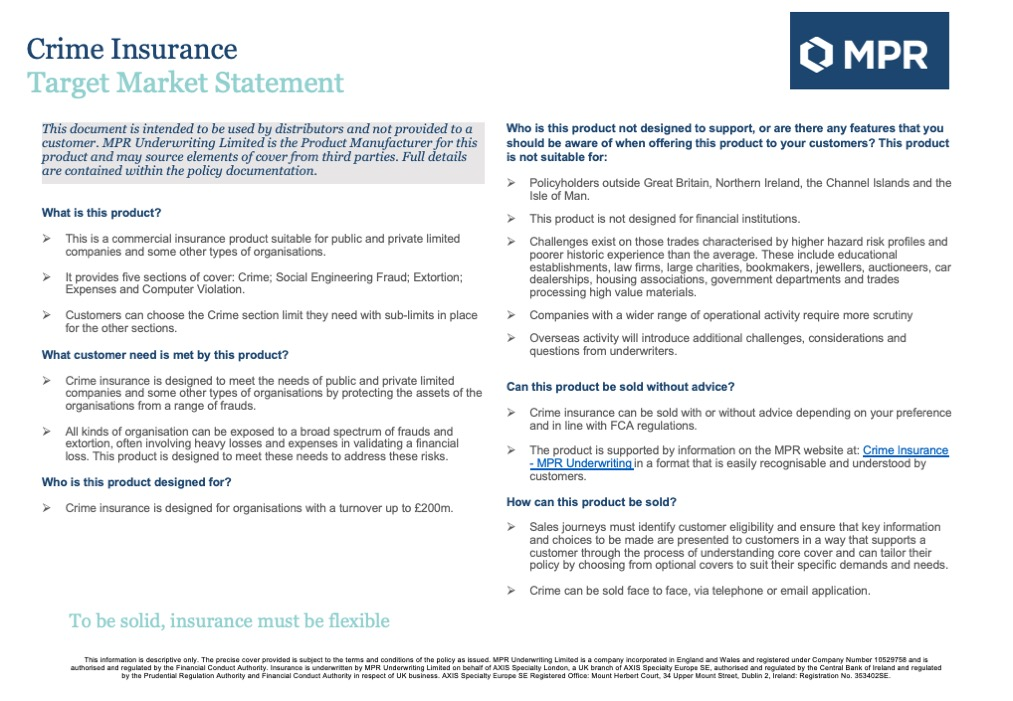 Crime Insurance
Target Market Statement
MPR
This document is intended to be used by distributors and not provided to a
customer. MPR Underwriting Limited is the Product Manufacturer for this
product and may source elements of cover from third parties. Full details
are contained within the policy documentation.
What is this product?
➢ This is a commercial insurance product suitable for public and private limited
companies and some other types of organisations.
➢ It provides five sections of cover: Crime; Social Engineering Fraud; Extortion;
Expenses and Computer Violation.
➢ Customers can choose the Crime section limit they need with sub-limits in place
for the other sections.
What customer need is met by this product?
➢ Crime insurance is designed to meet the needs of public and private limited
companies and some other types of organisations by protecting the assets of the
organisations from a range of frauds.
➢ All kinds of organisation can be exposed to a broad spectrum of frauds and
extortion, often involving heavy losses and expenses in validating a financial
loss. This product is designed to meet these needs to address these risks.
Who is this product designed for?
➢ Crime insurance is designed for organisations with a turnover up to £200m.
Who is this product not designed to support, or are there any features that you
should be aware of when offering this product to your customers? This product
is not suitable for:
➢ Policyholders outside Great Britain, Northern Ireland, the Channel Islands and the
Isle of Man.
➢ This product is not designed for financial institutions.
➢ Challenges exist on those trades characterised by higher hazard risk profiles and
poorer historic experience than the average. These include educational
establishments, law firms, large charities, bookmakers, jewellers, auctioneers, car
dealerships, housing associations, government departments and trades
processing high value materials.
➢ Companies with a wider range of operational activity require more scrutiny
➢ Overseas activity will introduce additional challenges, considerations and
questions from underwriters.
Can this product be sold without advice?
➢ Crime insurance can be sold with or without advice depending on your preference
and in line with FCA regulations.
➢ The product is supported by information on the MPR website at: Crime Insurance
- MPR Underwriting in a format that is easily recognisable and understood by
customers.
How can this product be sold?
➢ Sales journeys must identify customer eligibility and ensure that key information
and choices to be made are presented to customers in a way that supports a
customer through the process of understanding core cover and can tailor their
policy by choosing from optional covers to suit their specific demands and needs.
➢ Crime can be sold face to face, via telephone or email application.
To be solid, insurance must be flexible
This information is descriptive only. The precise cover provided is subject to the terms and conditions of the policy as issued. MPR Underwriting Limited is a company incorporated in England and Wales and registered under Company Number 10529758 and is
authorised and regulated by the Financial Conduct Authority. Insurance is underwritten by MPR Underwriting Limited on behalf of AXIS Specialty London, a UK branch of AXIS Specialty Europe SE, authorised and regulated by the Central Bank of Ireland and regulated
by the Prudential Regulation Authority and Financial Conduct Authority in respect of UK business. AXIS Specialty Europe SE Registered Office: Mount Herbert Court, 34 Upper Mount Street, Dublin 2, Ireland: Registration No. 353402SE.